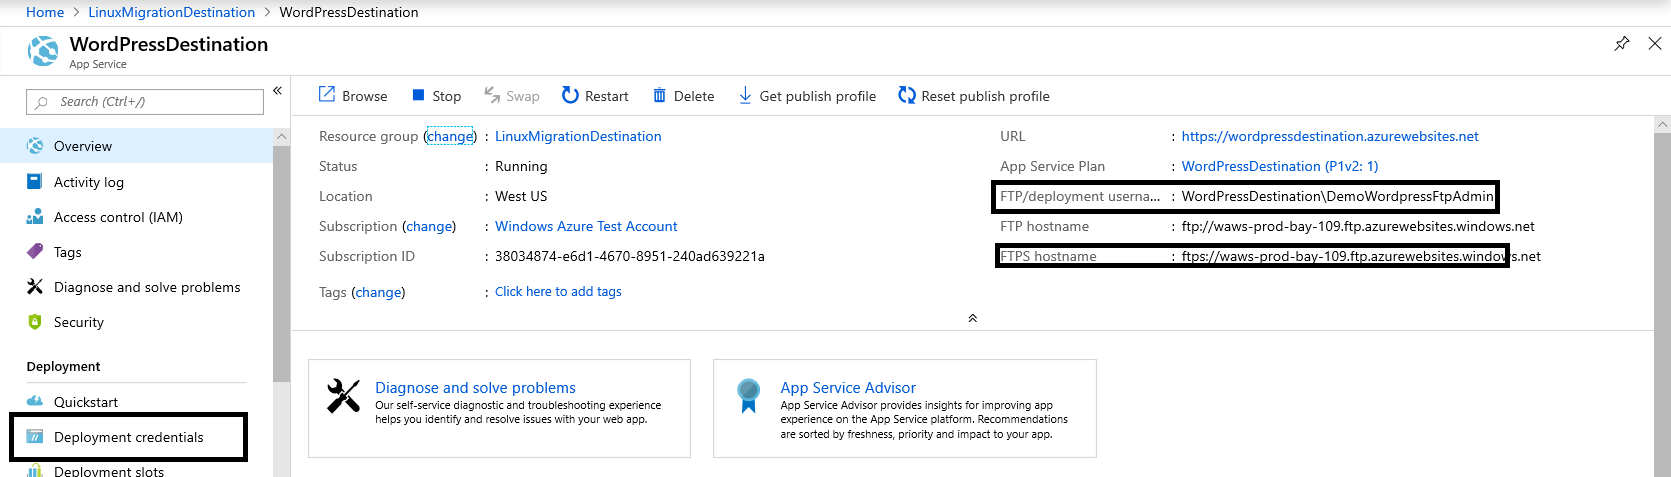 Home > LinuxMigrationDestination > WordPressDestination
WordPressDestination
App Service
Search (Ctrl+/)
Overview
Activity log
Access control (IAM)
Tags
Diagnose and solve problems
Security
Deployment
Quickstart
Deployment credentials
Deployment slots
Browse Stop Swap Restart Delete Get publish profile Reset publish profile
Resource group (change) : LinuxMigrationDestination
Status : Running
Location : West US
Subscription (change) : Windows Azure Test Account
Subscription ID : 38034874-e6d1-4670-8951-240ad639221a
Tags (change) : Click here to add tags
URL : https://wordpressdestination.azurewebsites.net
App Service Plan : WordPressDestination (P1v2: 1)
FTP/deployment userna... : WordPressDestination\DemoWordpressFtpAdmin
FTP hostname : ftp://waws-prod-bay-109.ftp.azurewebsites.windows.net
FTPS hostname : ftps://waws-prod-bay-109.ftp.azurewebsites.windows.net
Diagnose and solve problems
Our self-service diagnostic and troubleshooting experience
helps you identify and resolve issues with your web app.
App Service Advisor
App Service Advisor provides insights for improving app
experience on the App Service platform. Recommendations
are sorted by freshness, priority and impact to your app.